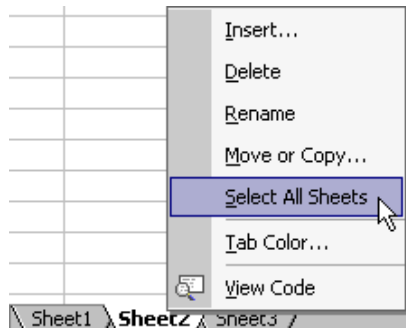 Insert...
Delete
Rename
Move or Copy...
Select All Sheets
Tab Color...
View Code
Sheet1 Sheet2 Sheet3